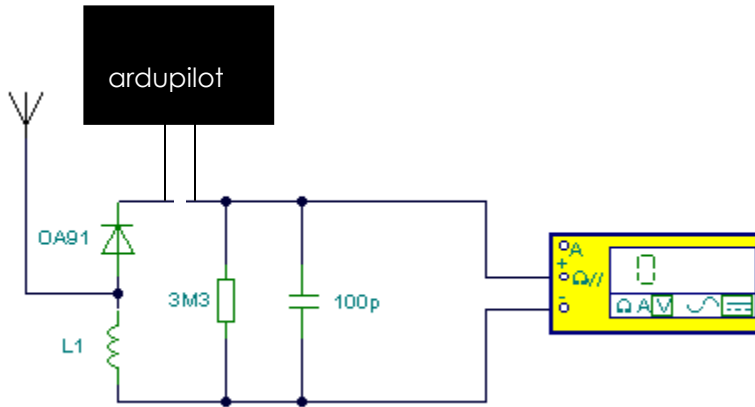 ardupilot
OA91
3M3
100p
L1
A
+
Ω//
0
-
Ω A V